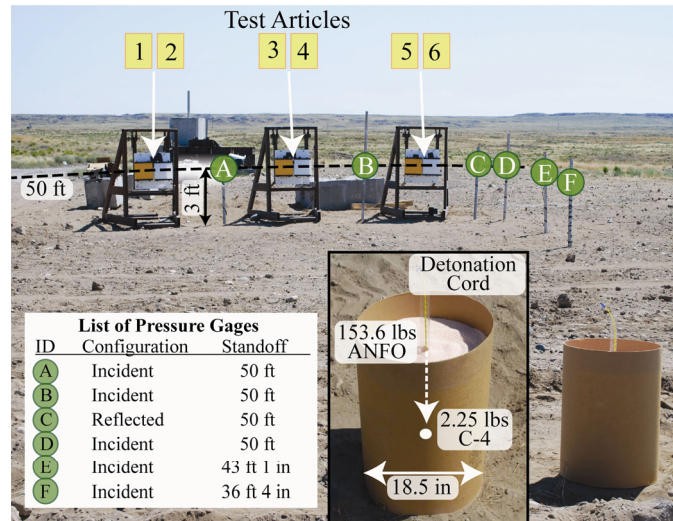 Test Articles
1 2
3 4
5 6
50 ft
3 ft
A
B
C
D
E
F
List of Pressure Gages
ID Configuration Standoff
A Incident 50 ft
B Incident 50 ft
C Reflected 50 ft
D Incident 50 ft
E Incident 43 ft 1 in
F Incident 36 ft 4 in
Detonation
Cord
153.6 lbs
ANFO
2.25 lbs
C-4
18.5 in